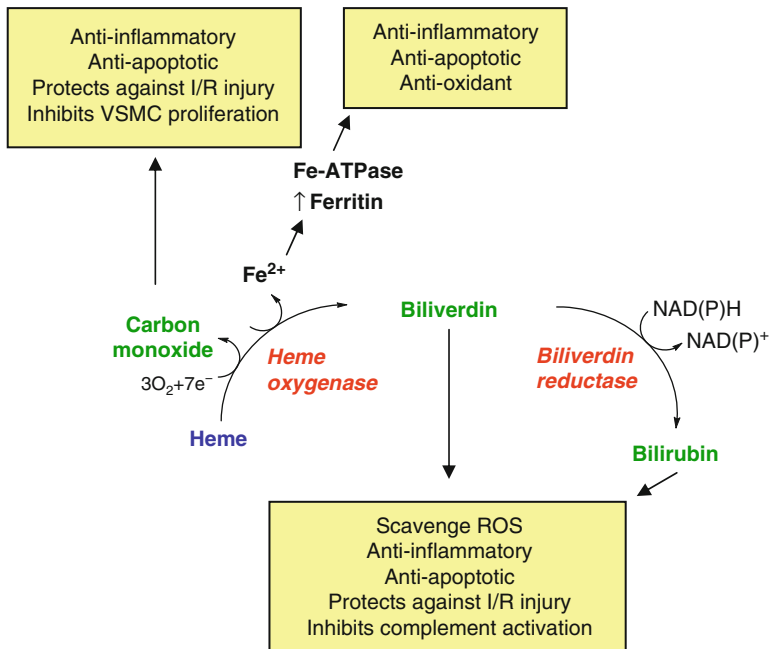 Anti-inflammatory
Anti-apoptotic
Protects against I/R injury
Inhibits VSMC proliferation
Anti-inflammatory
Anti-apoptotic
Anti-oxidant
Fe-ATPase
↑ Ferritin
Fe²⁺
Carbon
monoxide
3O₂+7e⁻
Heme
Heme
oxygenase
Biliverdin
Biliverdin
reductase
NAD(P)H
NAD(P)⁺
Bilirubin
Scavenge ROS
Anti-inflammatory
Anti-apoptotic
Protects against I/R injury
Inhibits complement activation